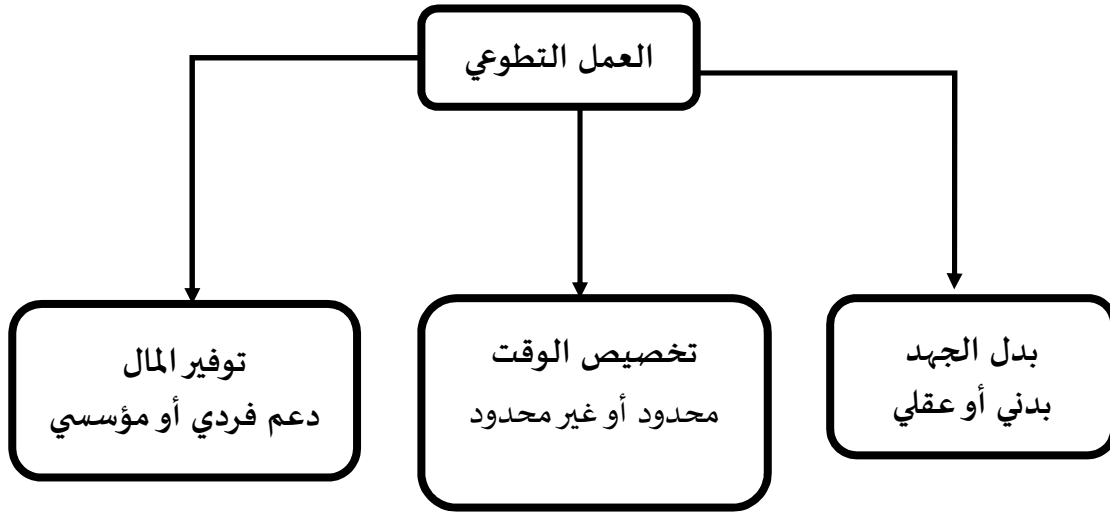 العمل التطوعي
بدل الجهد
بدني أو عقلي
تخصيص الوقت
محدود أو غير محدود
توفير المال
دعم فردي أو مؤسسي